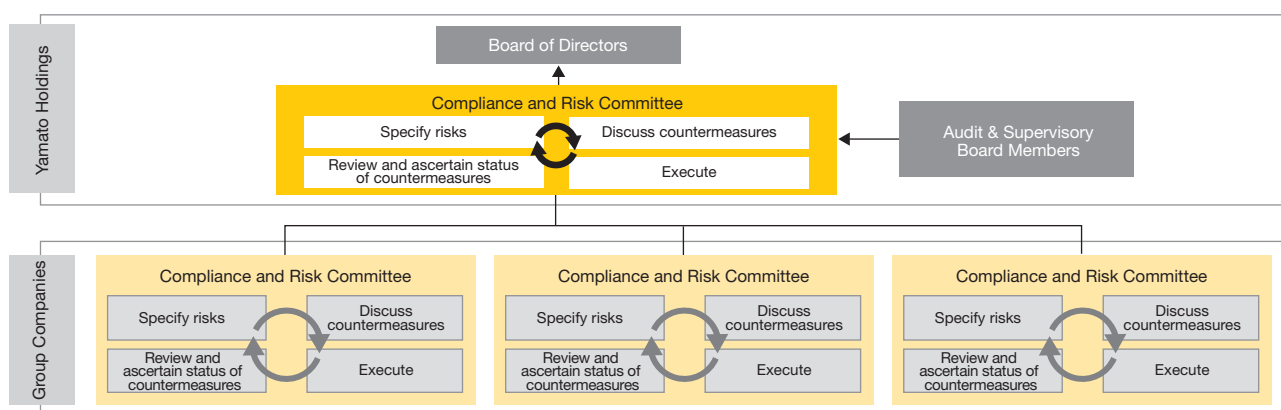 Yamato Holdings
Board of Directors
Compliance and Risk Committee
Specify risks
Discuss countermeasures
Review and ascertain status
of countermeasures
Execute
Audit & Supervisory
Board Members
Group Companies
Compliance and Risk Committee
Specify risks
Discuss
countermeasures
Review and
ascertain status of
countermeasures
Execute
Compliance and Risk Committee
Specify risks
Discuss
countermeasures
Review and
ascertain status of
countermeasures
Execute
Compliance and Risk Committee
Specify risks
Discuss
countermeasures
Review and
ascertain status of
countermeasures
Execute